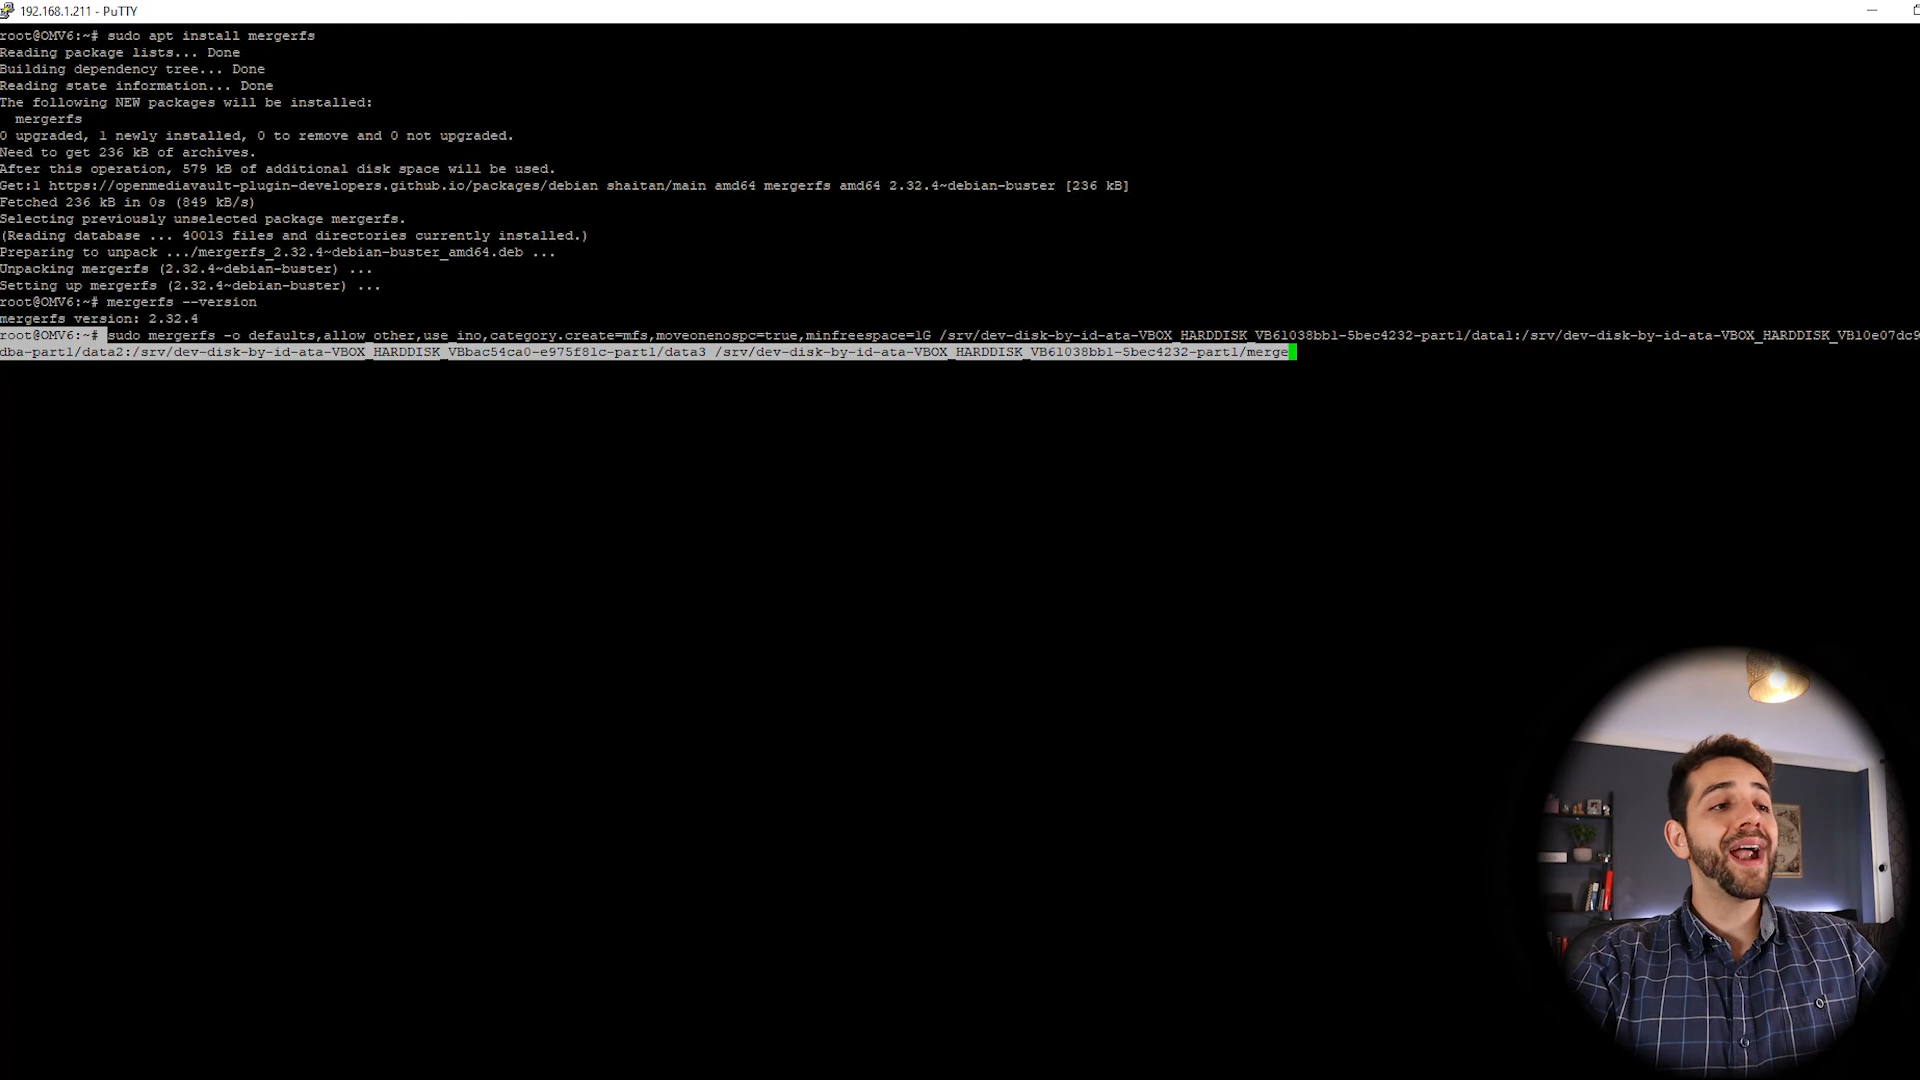 192.168.1.211 - PuTTY
root@OMV6:~# sudo apt install mergerfs
Reading package lists... Done
Building dependency tree... Done
Reading state information... Done
The following NEW packages will be installed:
mergerfs
0 upgraded, 1 newly installed, 0 to remove and 0 not upgraded.
Need to get 236 kB of archives.
After this operation, 579 kB of additional disk space will be used.
Get:1 https://openmediavault-plugin-developers.github.io/packages/debian shaitan/main amd64 mergerfs amd64 2.32.4~debian-buster [236 kB]
Fetched 236 kB in 0s (849 kB/s)
Selecting previously unselected package mergerfs.
(Reading database ... 40013 files and directories currently installed.)
Preparing to unpack .../mergerfs_2.32.4~debian-buster_amd64.deb ...
Unpacking mergerfs (2.32.4~debian-buster) ...
Setting up mergerfs (2.32.4~debian-buster) ...
root@OMV6:~# mergerfs --version
mergerfs version: 2.32.4
root@OMV6:~# sudo mergerfs -o defaults,allow_other,use_ino,category.create=mfs,moveonenospc=true,minfreespace=1G /srv/dev-disk-by-id-ata-VBOX_HARDDISK_VB61038bb1-5bec4232-part1/data1:/srv/dev-disk-by-id-ata-VBOX_HARDDISK_VB10e07dc9
dba-part1/data2:/srv/dev-disk-by-id-ata-VBOX_HARDDISK_VBbac54ca0-e975f81c-part1/data3 /srv/dev-disk-by-id-ata-VBOX_HARDDISK_VB61038bb1-5bec4232-part1/merge